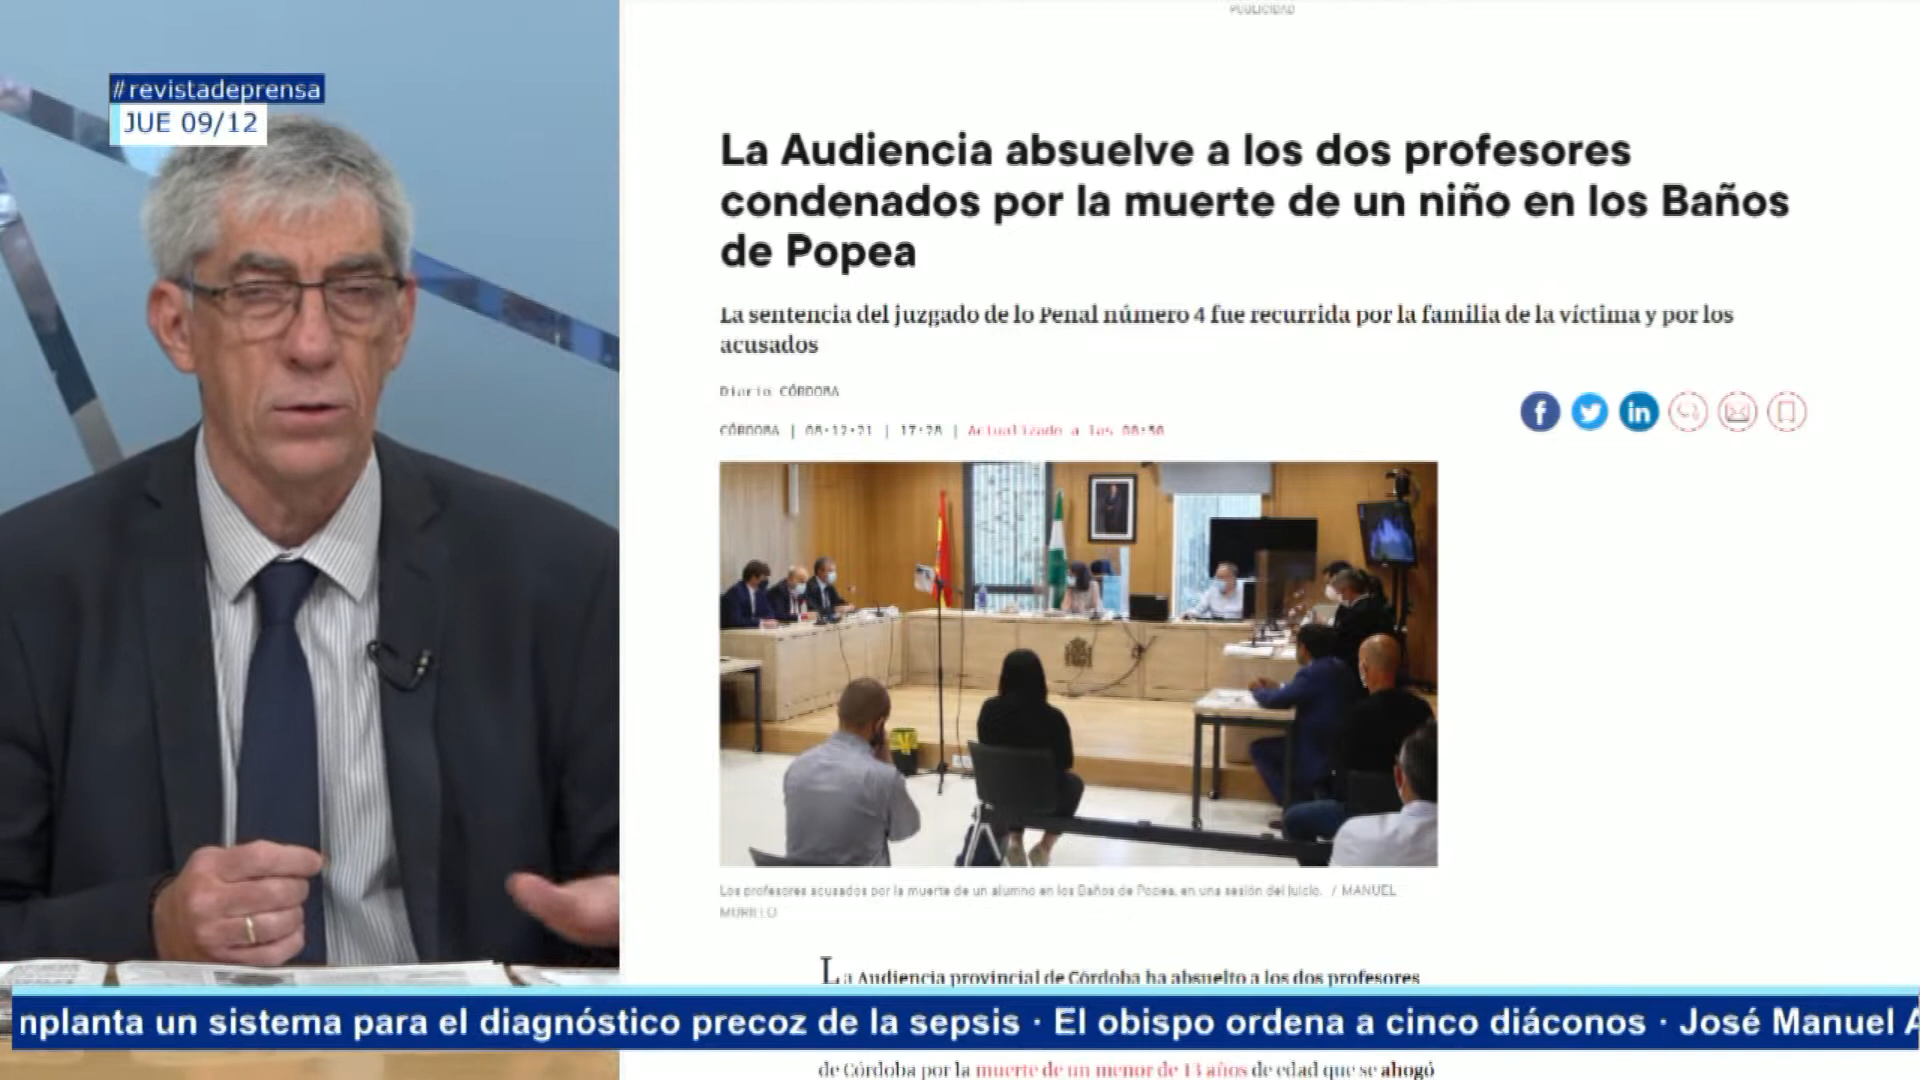 PUBLICIDAD
#revistadeprensa
JUE 09/12
La Audiencia absuelve a los dos profesores
condenados por la muerte de un niño en los Baños
de Popea
La sentencia del juzgado de lo Penal número 4 fue recurrida por la familia de la víctima y por los
acusados
Diario CÓRDOBA
CÓRDOBA | 08·12·21 | 17:28 | Actualizado a las
Los profesores acusados por la muerte de un alumno en los Baños de Popea, en una sesión del juicio. / MANUEL
MURILLO
La Audiencia provincial de Córdoba ha absuelto a los dos profesores
nplanta un sistema para el diagnóstico precoz de la sepsis · El obispo ordena a cinco diáconos · José Manuel A
de Córdoba por la muerte de un menor de 13 años de edad que se ahogó